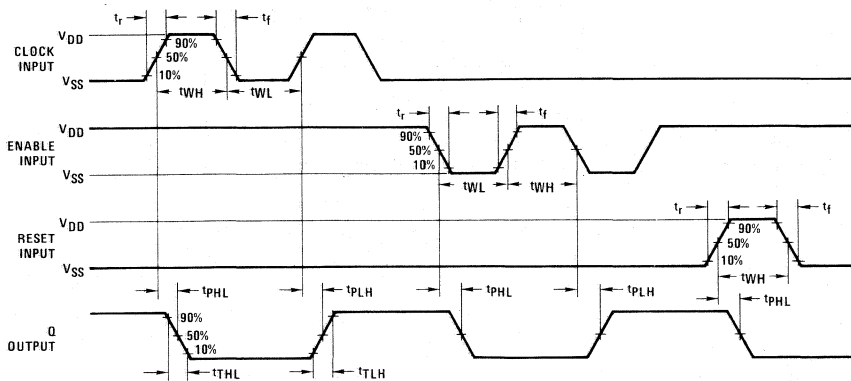 tr tf
VDD
90%
CLOCK INPUT
50%
10%
VSS
tWH tWL
tr tf
VDD
90%
ENABLE INPUT
50%
10%
VSS
tWL tWH
tr tf
VDD
90%
RESET INPUT
50%
10%
VSS
tWH
tPHL tPLH tPHL tPLH tPHL
90%
Q OUTPUT
50%
10%
tTHL tTLH